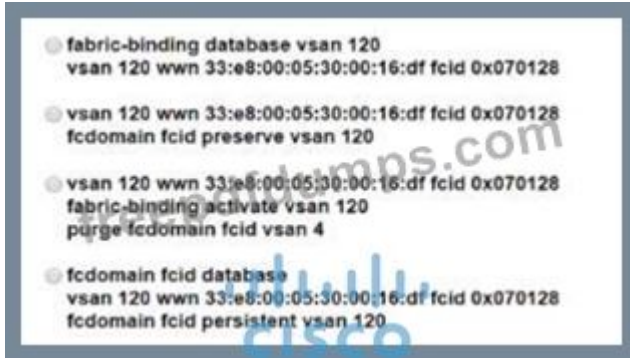 fabric-binding database vsan 120
vsan 120 wwn 33:e8:00:05:30:00:16:df fcid 0x070128
vsan 120 wwn 33:e8:00:05:30:00:16:df fcid 0x070128
fcdomain fcid preserve vsan 120
vsan 120 wwn 33:e8:00:05:30:00:16:df fcid 0x070128
fabric-binding activate vsan 120
purge fcdomain fcid vsan 4
fcdomain fcid database
vsan 120 wwn 33:e8:00:05:30:00:16:df fcid 0x070128
fcdomain fcid persistent vsan 120
freepdfdumps.com
CISCO